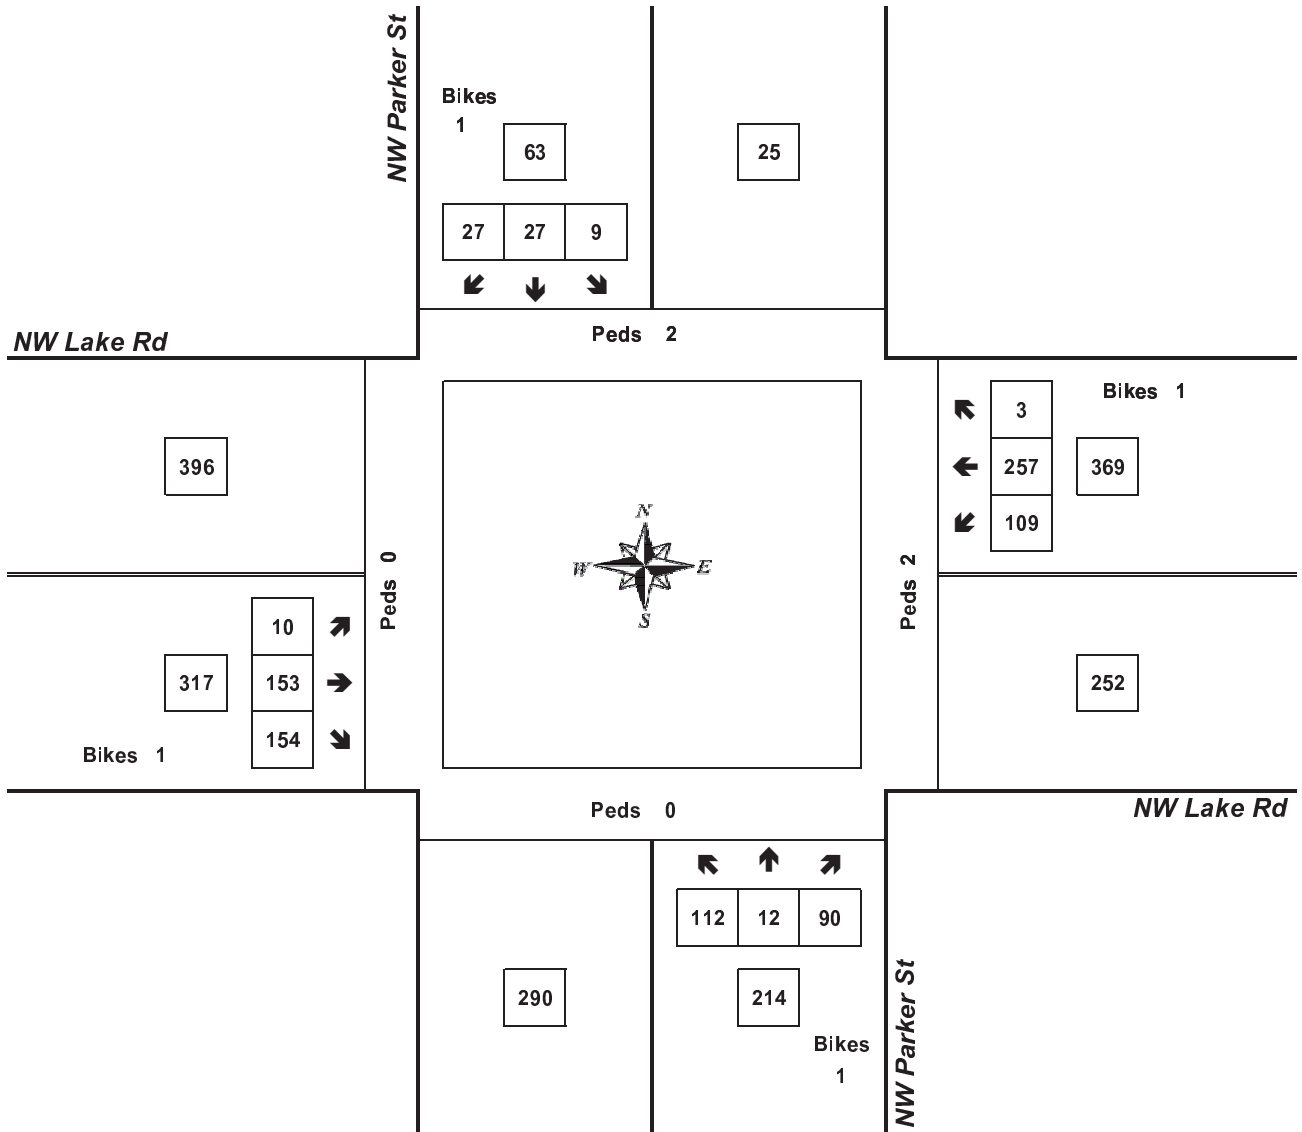 NW Parker St
Bikes
1
63
25
27 27 9
Peds 2
NW Lake Rd
Bikes 1
3
396
257
369
109
N
W E
S
Peds 0
Peds 2
10
317
153
252
154
Bikes 1
Peds 0
NW Lake Rd
112 12 90
290
214
Bikes
1
NW Parker St